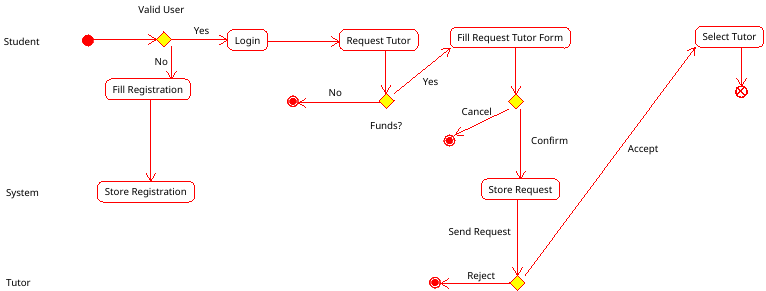 Valid User
Student
Yes
Login
Request Tutor
Fill Request Tutor Form
Select Tutor
No
Fill Registration
No
Yes
Funds?
Cancel
Confirm
Accept
System
Store Registration
Store Request
Send Request
Tutor
Reject